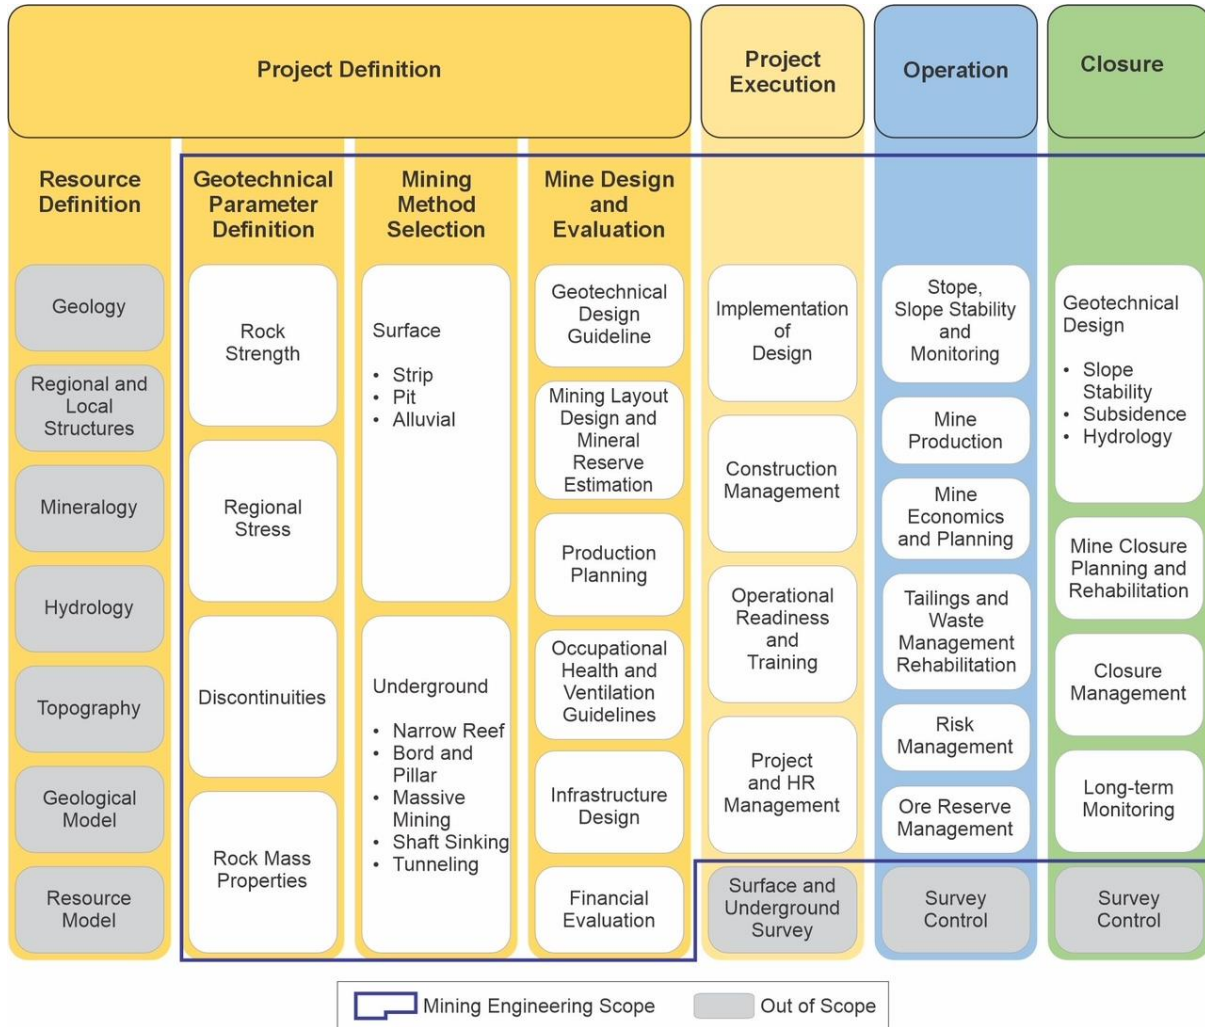 Project Definition
Project
Execution
Operation
Closure
Resource
Definition
Geology
Regional and
Local
Structures
Mineralogy
Hydrology
Topography
Geological
Model
Resource
Model
Geotechnical
Parameter
Definition
Rock
Strength
Regional
Stress
Discontinuities
Rock Mass
Properties
Mining
Method
Selection
Surface
• Strip
• Pit
• Alluvial
Underground
• Narrow Reef
• Bord and
Pillar
• Massive
Mining
• Shaft Sinking
• Tunneling
Mine Design
and
Evaluation
Geotechnical
Design
Guideline
Mining Layout
Design and
Mineral
Reserve
Estimation
Production
Planning
Occupational
Health and
Ventilation
Guidelines
Infrastructure
Design
Financial
Evaluation
Implementation
of
Design
Construction
Management
Operational
Readiness
and
Training
Project
and HR
Management
Surface and
Underground
Survey
Stope,
Slope Stability
and
Monitoring
Mine
Production
Mine
Economics
and Planning
Tailings and
Waste
Management
Rehabilitation
Risk
Management
Ore Reserve
Management
Survey
Control
Geotechnical
Design
• Slope
Stability
• Subsidence
• Hydrology
Mine Closure
Planning and
Rehabilitation
Closure
Management
Long-term
Monitoring
Survey
Control
Mining Engineering Scope
Out of Scope